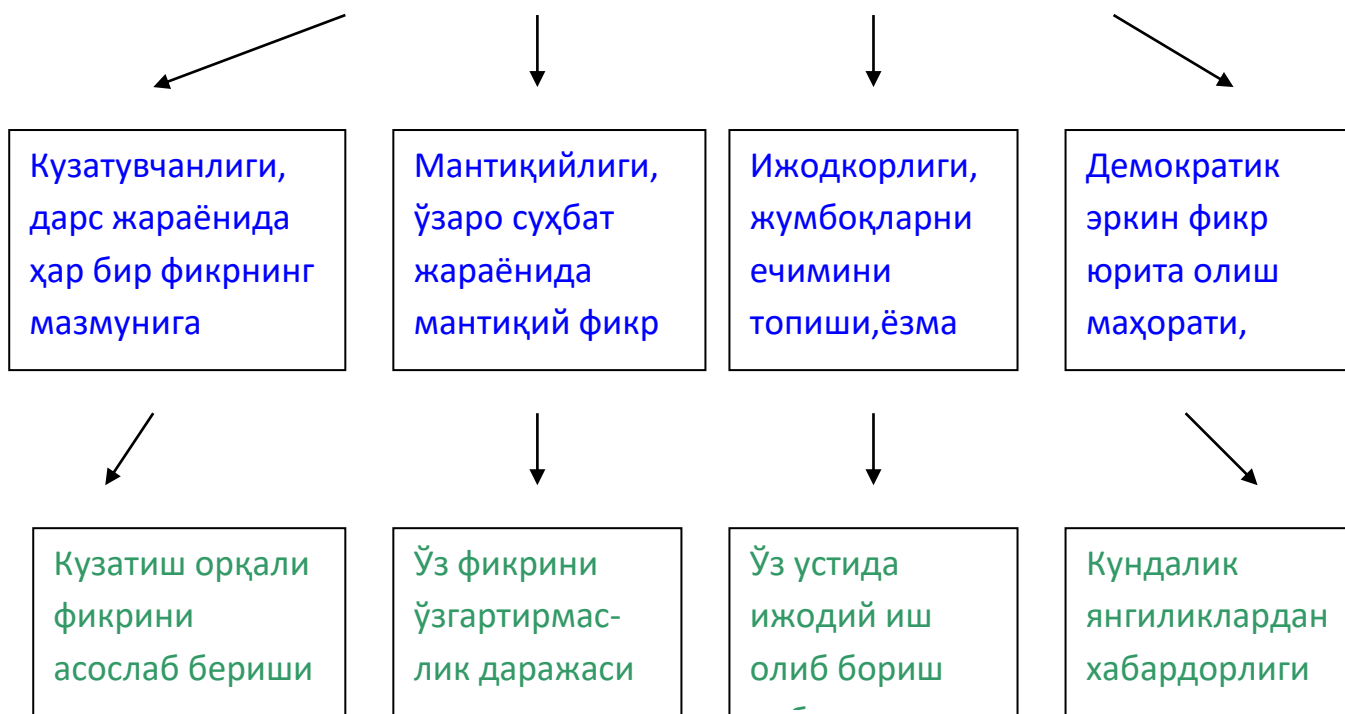 Кузатувчанлиги,
дарс жараёнида
ҳар бир фикрнинг
мазмунига
Мантиқийлиги,
ўзаро суҳбат
жараёнида
мантиқий фикр
Ижодкорлиги,
жумбоқларни
ечимини
топиши,ёзма
Демократик
эркин фикр
юрита олиш
маҳорати,
Кузатиш орқали
фикрини
асослаб бериши
Ўз фикрини
ўзгартирмас-
лик даражаси
Ўз устида
ижодий иш
олиб бориш
Кундалик
янгиликлардан
хабардорлиги